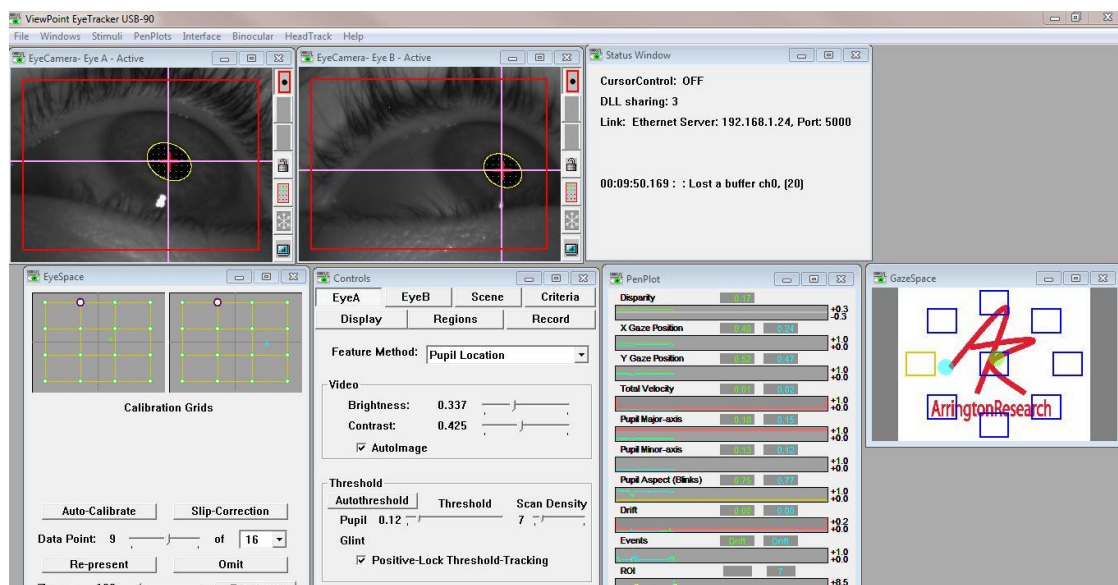 ViewPoint EyeTracker USB-90
File Windows Stimuli PenPlots Interface Binocular HeadTrack Help
EyeCamera- Eye A - Active
EyeCamera- Eye B - Active
Status Window
CursorControl: OFF
DLL sharing: 3
Link: Ethernet Server: 192.168.1.24, Port: 5000
00:09:50.169 : : Lost a buffer ch0, (20)
EyeSpace
Calibration Grids
Auto-Calibrate Slip-Correction
Data Point: 9 of 16
Re-present Omit
Controls
EyeA EyeB Scene Criteria
Display Regions Record
Feature Method: Pupil Location
Video
Brightness: 0.337
Contrast: 0.425
AutoImage
Threshold
Autothreshold Threshold Scan Density
Pupil 0.12 7
Glint
Positive-Lock Threshold-Tracking
PenPlot
Disparity 0.17
+0.3
-0.3
X Gaze Position 0.40 0.24
+1.0
+0.0
Y Gaze Position 0.52 0.47
+1.0
+0.0
Total Velocity 0.01 0.02
+1.0
+0.0
Pupil Major-axis 0.18 0.15
+1.0
+0.0
Pupil Minor-axis 0.13 0.12
+1.0
+0.0
Pupil Aspect (Blinks) 0.75 0.77
+1.0
+0.0
Drift 0.00 0.00
+0.2
+0.0
Events Drift Drift
+1.0
+0.0
ROI 7
+8.5
GazeSpace
AR
ArringtonResearch